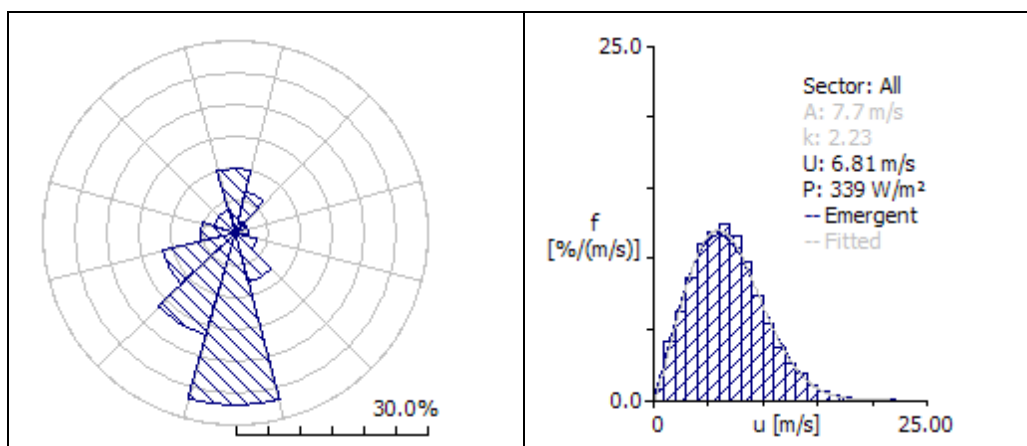 30.0%
25.0
Sector: All
A: 7.7 m/s
k: 2.23
U: 6.81 m/s
P: 339 W/m²
-- Emergent
-- Fitted
f
[%/(m/s)]
0.0
0 u [m/s] 25.00